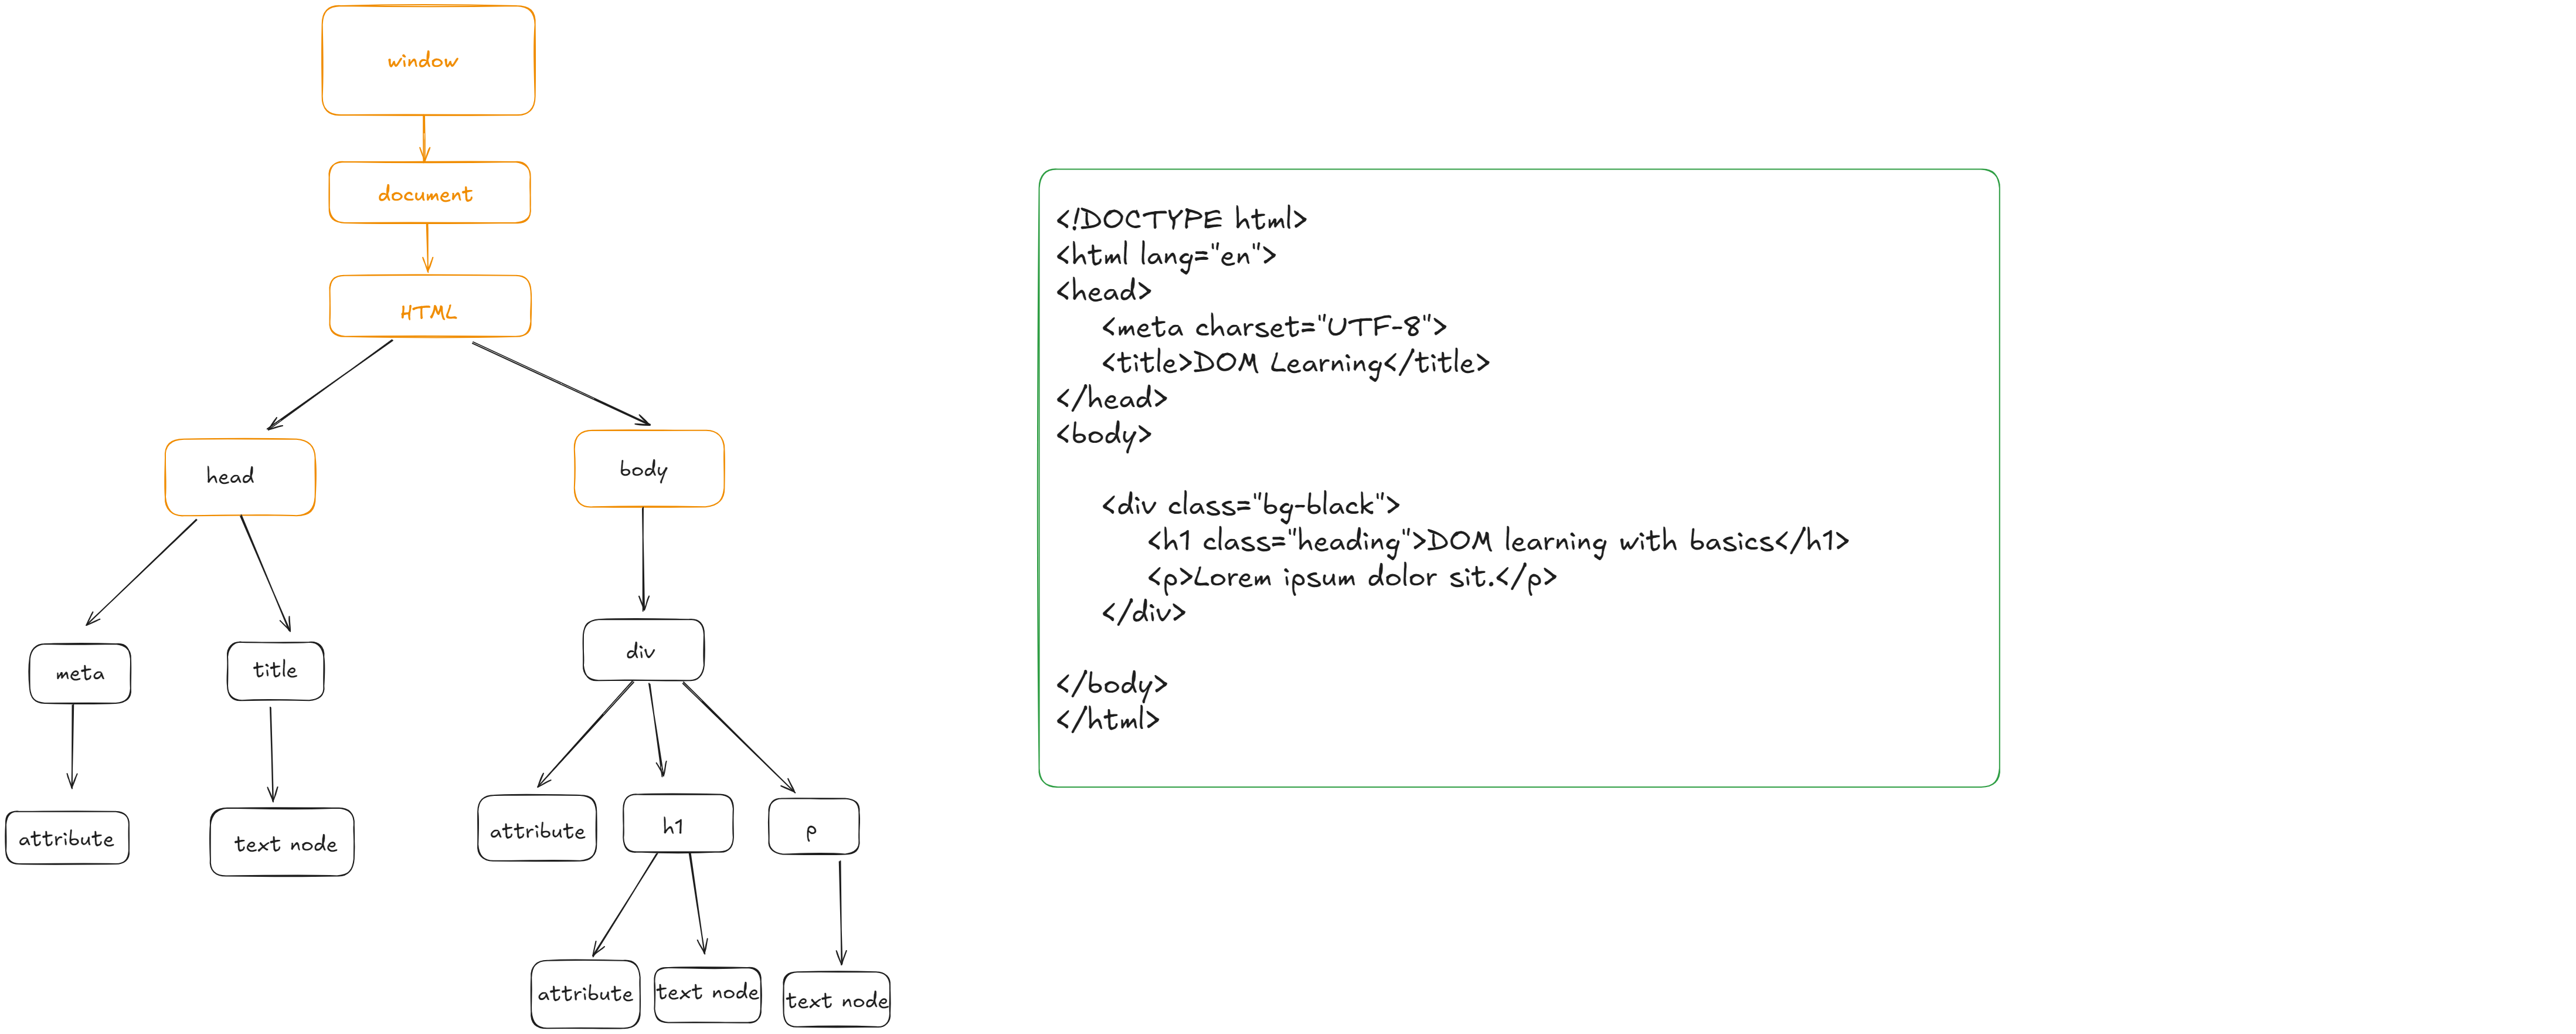 window
document
HTML
head
body
meta
title
div
attribute
text node
attribute
h1
p
attribute
text node
text node
<!DOCTYPE html>
<html lang="en">
<head>
<meta charset="UTF-8">
<title>DOM Learning</title>
</head>
<body>
<div class="bg-black">
<h1 class="heading">DOM learning with basics</h1>
<p>Lorem ipsum dolor sit.</p>
</div>
</body>
</html>